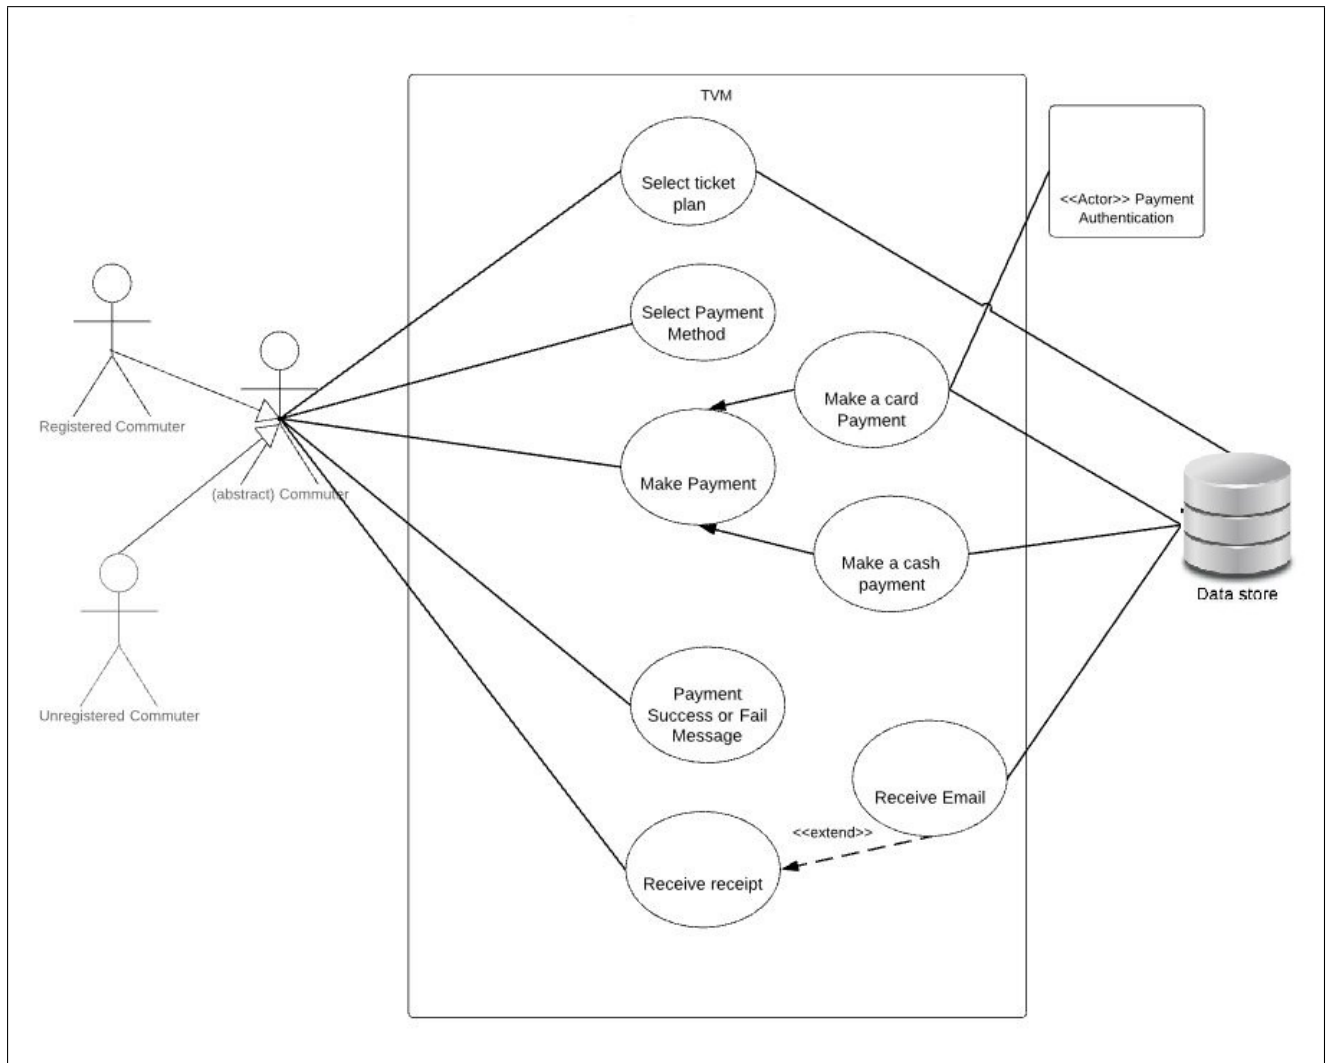 TVM
Select ticket
plan
<<Actor>> Payment
Authentication
Select Payment
Method
Make a card
Payment
Registered Commuter
Make Payment
(abstract) Commuter
Make a cash
payment
Data store
Payment
Success or Fail
Message
Unregistered Commuter
Receive Email
<<extend>>
Receive receipt